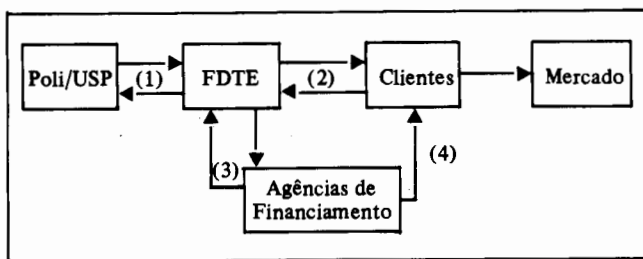 Poli/USP
(1)
FDTE
(2)
Clientes
Mercado
(3)
(4)
Agências de
Financiamento